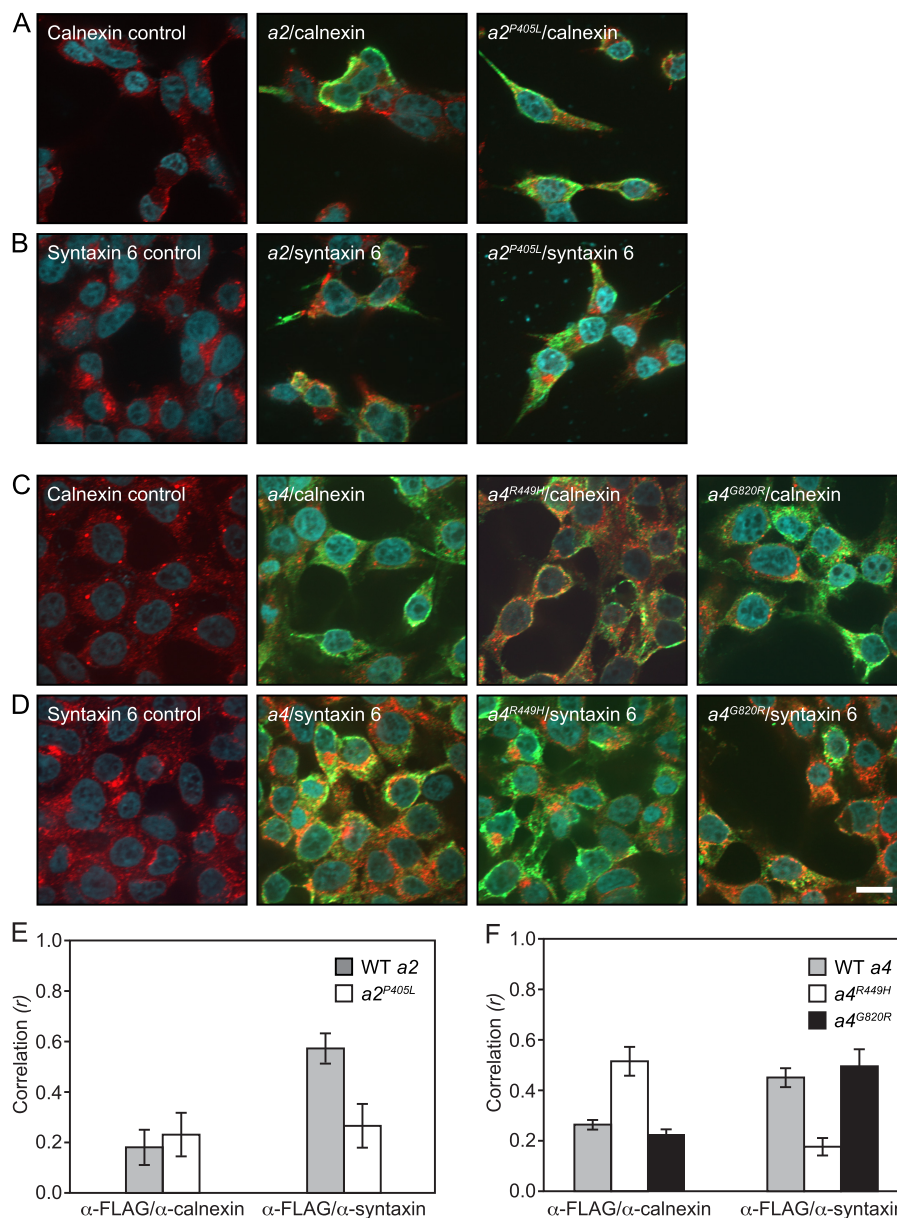 A
Calnexin control
a2/calnexin
a2P405L/calnexin
B
Syntaxin 6 control
a2/syntaxin 6
a2P405L/syntaxin 6
C
Calnexin control
a4/calnexin
a4R449H/calnexin
a4G820R/calnexin
D
Syntaxin 6 control
a4/syntaxin 6
a4R449H/syntaxin 6
a4G820R/syntaxin 6
E
Correlation (r)
1.0
0.8
0.6
0.4
0.2
0.0
WT a2
a2P405L
α-FLAG/α-calnexin
α-FLAG/α-syntaxin
F
Correlation (r)
1.0
0.8
0.6
0.4
0.2
0.0
WT a4
a4R449H
a4G820R
α-FLAG/α-calnexin
α-FLAG/α-syntaxin